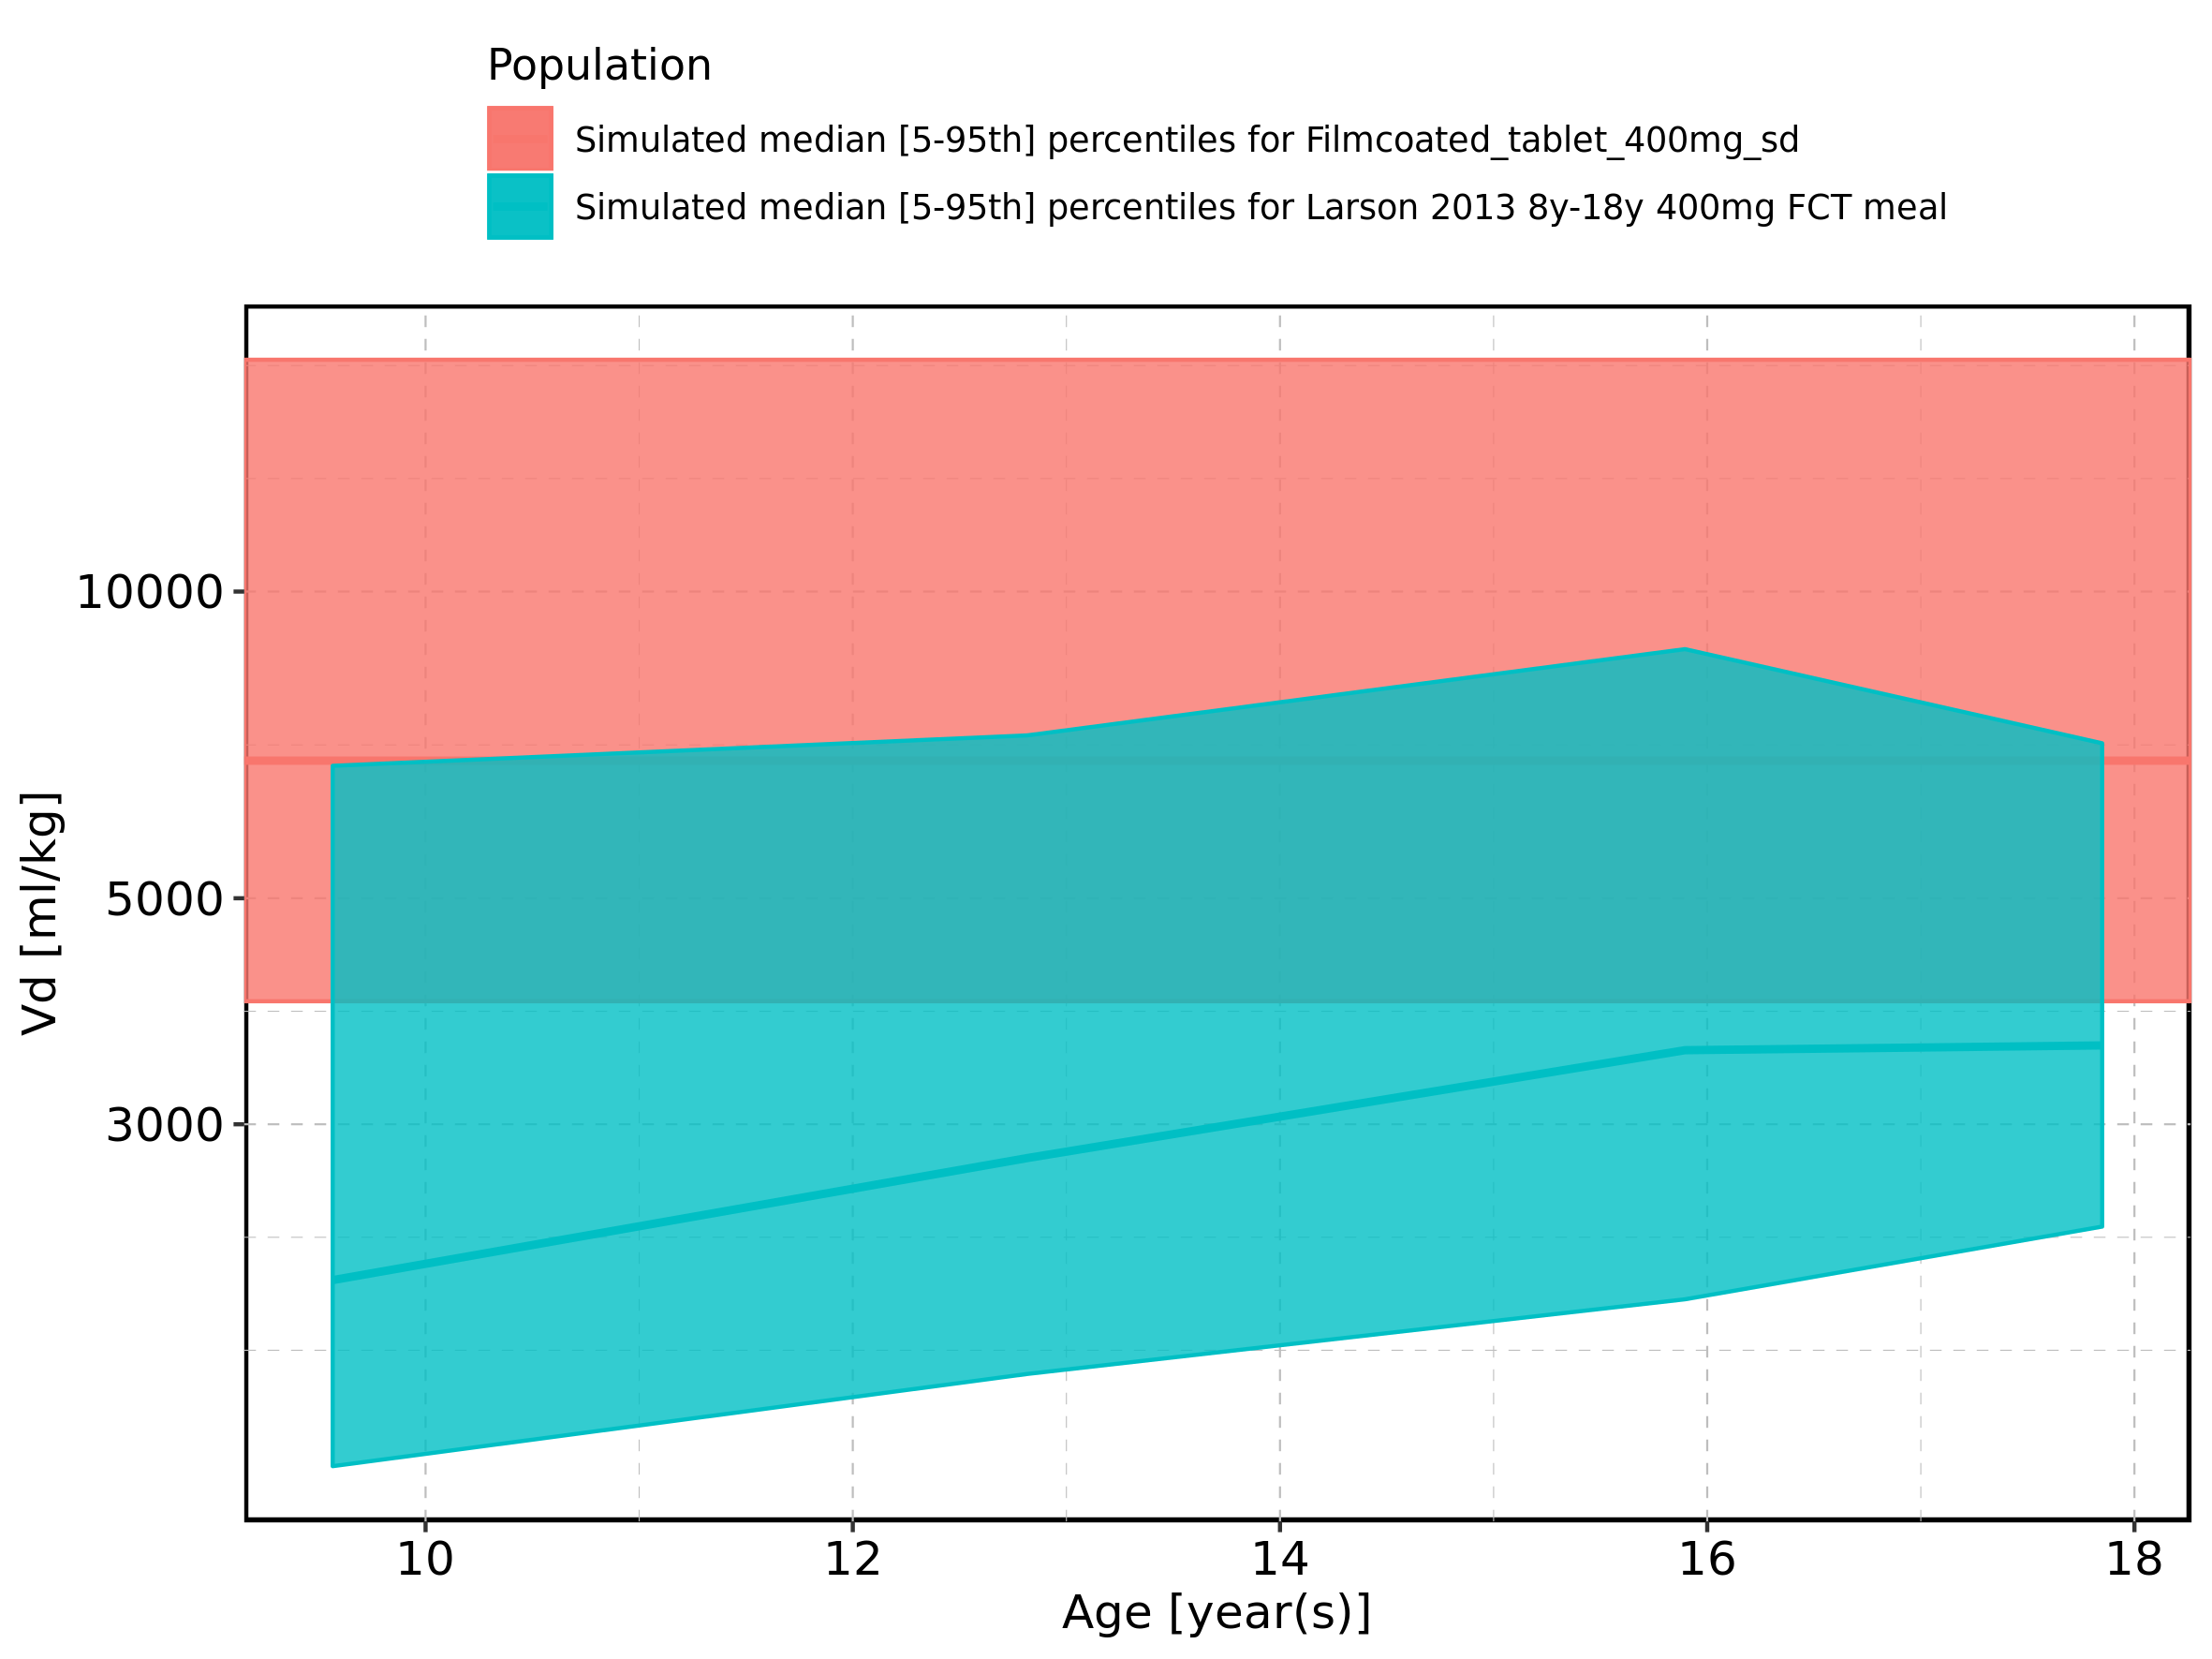 Population
Simulated median [5-95th] percentiles for Filmcoated_tablet_400mg_sd
Simulated median [5-95th] percentiles for Larson 2013 8y-18y 400mg FCT meal
Vd [ml/kg]
10000
5000
3000
10 12 14 16 18
Age [year(s)]